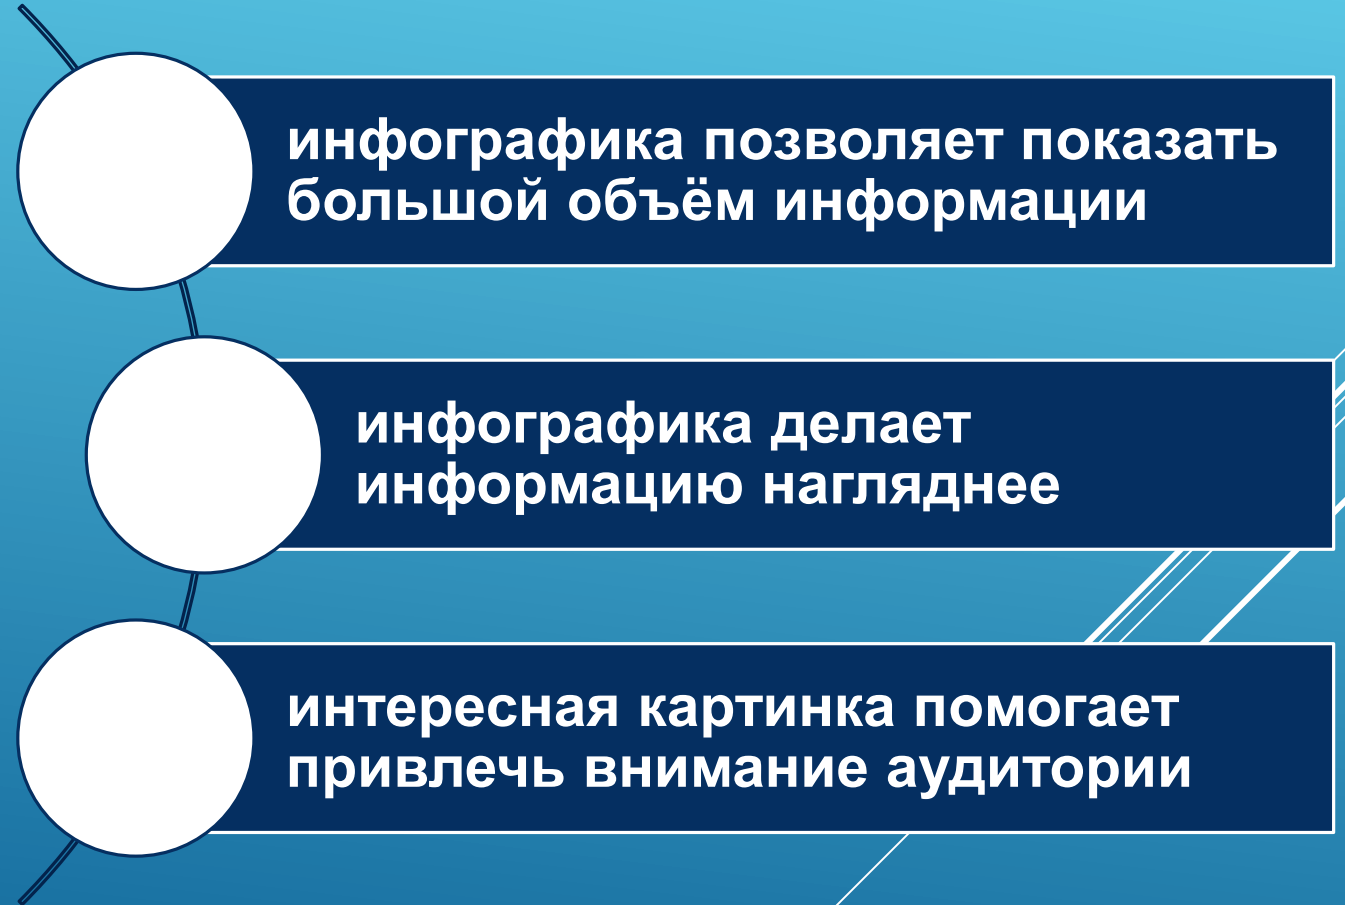 инфографика позволяет показать
большой объём информации
инфографика делает
информацию нагляднее
интересная картинка помогает
привлечь внимание аудитории